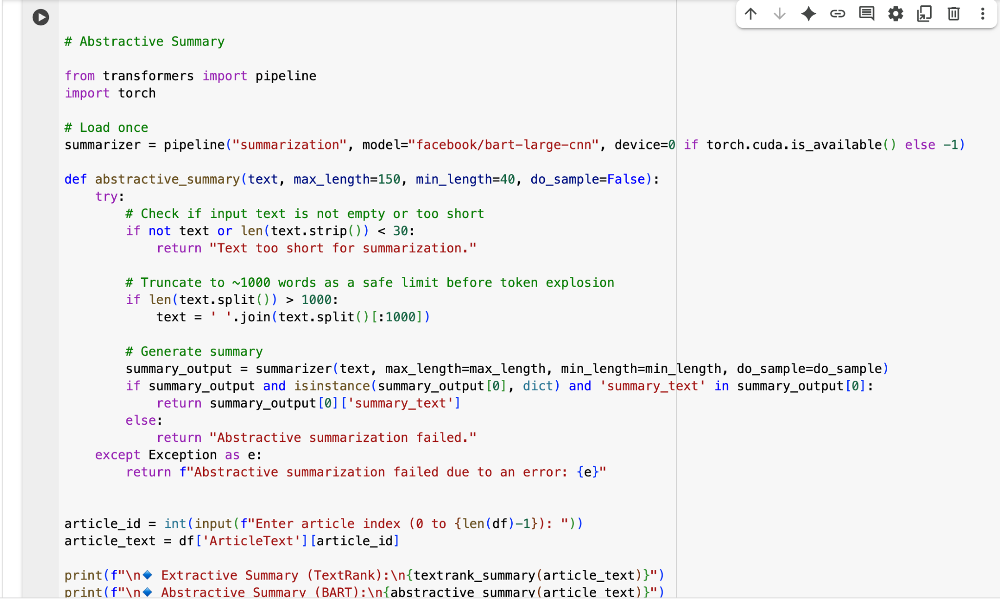 # Abstractive Summary
from transformers import pipeline
import torch
# Load once
summarizer = pipeline("summarization", model="facebook/bart-large-cnn", device=0 if torch.cuda.is_available() else -1)
def abstractive_summary(text, max_length=150, min_length=40, do_sample=False):
    try:
        # Check if input text is not empty or too short
        if not text or len(text.strip()) < 30:
            return "Text too short for summarization."
        # Truncate to ~1000 words as a safe limit before token explosion
        if len(text.split()) > 1000:
            text = ' '.join(text.split()[:1000])
        # Generate summary
        summary_output = summarizer(text, max_length=max_length, min_length=min_length, do_sample=do_sample)
        if summary_output and isinstance(summary_output[0], dict) and 'summary_text' in summary_output[0]:
            return summary_output[0]['summary_text']
        else:
            return "Abstractive summarization failed."
    except Exception as e:
        return f"Abstractive summarization failed due to an error: {e}"
article_id = int(input(f"Enter article index (0 to {len(df)-1}): "))
article_text = df['ArticleText'][article_id]
print(f"\n🔹 Extractive Summary (TextRank):\n{textrank_summary(article_text)}")
print(f"\n🔹 Abstractive Summary (BART):\n{abstractive_summary(article_text)}")